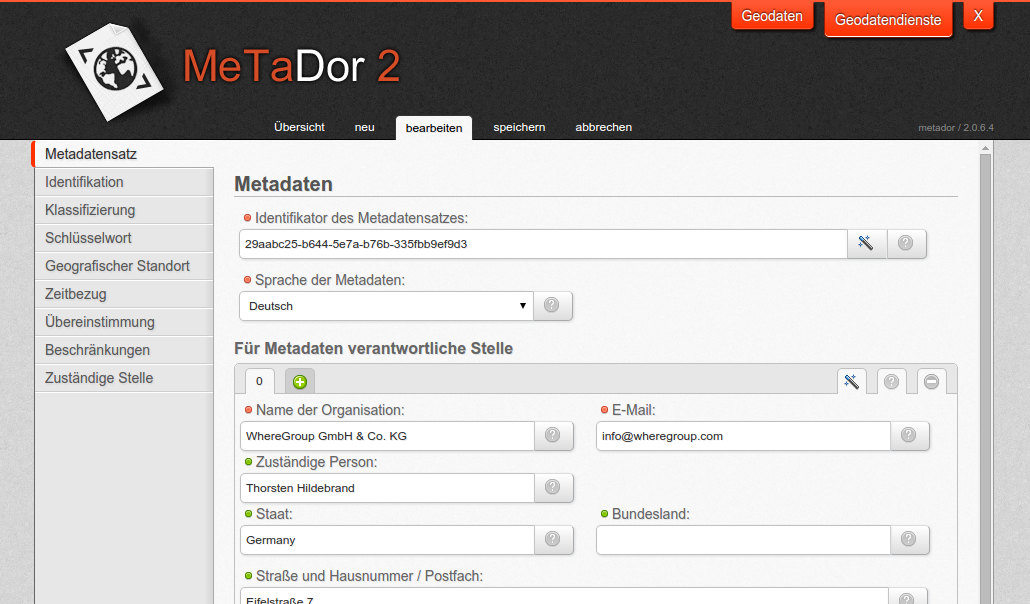 Geodaten
Geodatendienste
X
MeTaDor 2
Übersicht
neu
bearbeiten
speichern
abbrechen
metador / 2.0.6.4
Metadatensatz
Identifikation
Klassifizierung
Schlüsselwort
Geografischer Standort
Zeitbezug
Übereinstimmung
Beschränkungen
Zuständige Stelle
Metadaten
Identifikator des Metadatensatzes:
29aabc25-b644-5e7a-b76b-335fbb9ef9d3
?
Sprache der Metadaten:
Deutsch
?
Für Metadaten verantwortliche Stelle
0
?
Name der Organisation:
WhereGroup GmbH & Co. KG
?
E-Mail:
info@wheregroup.com
?
Zuständige Person:
Thorsten Hildebrand
?
Staat:
Germany
?
Bundesland:
?
Straße und Hausnummer / Postfach:
Eifelstraße 7
?